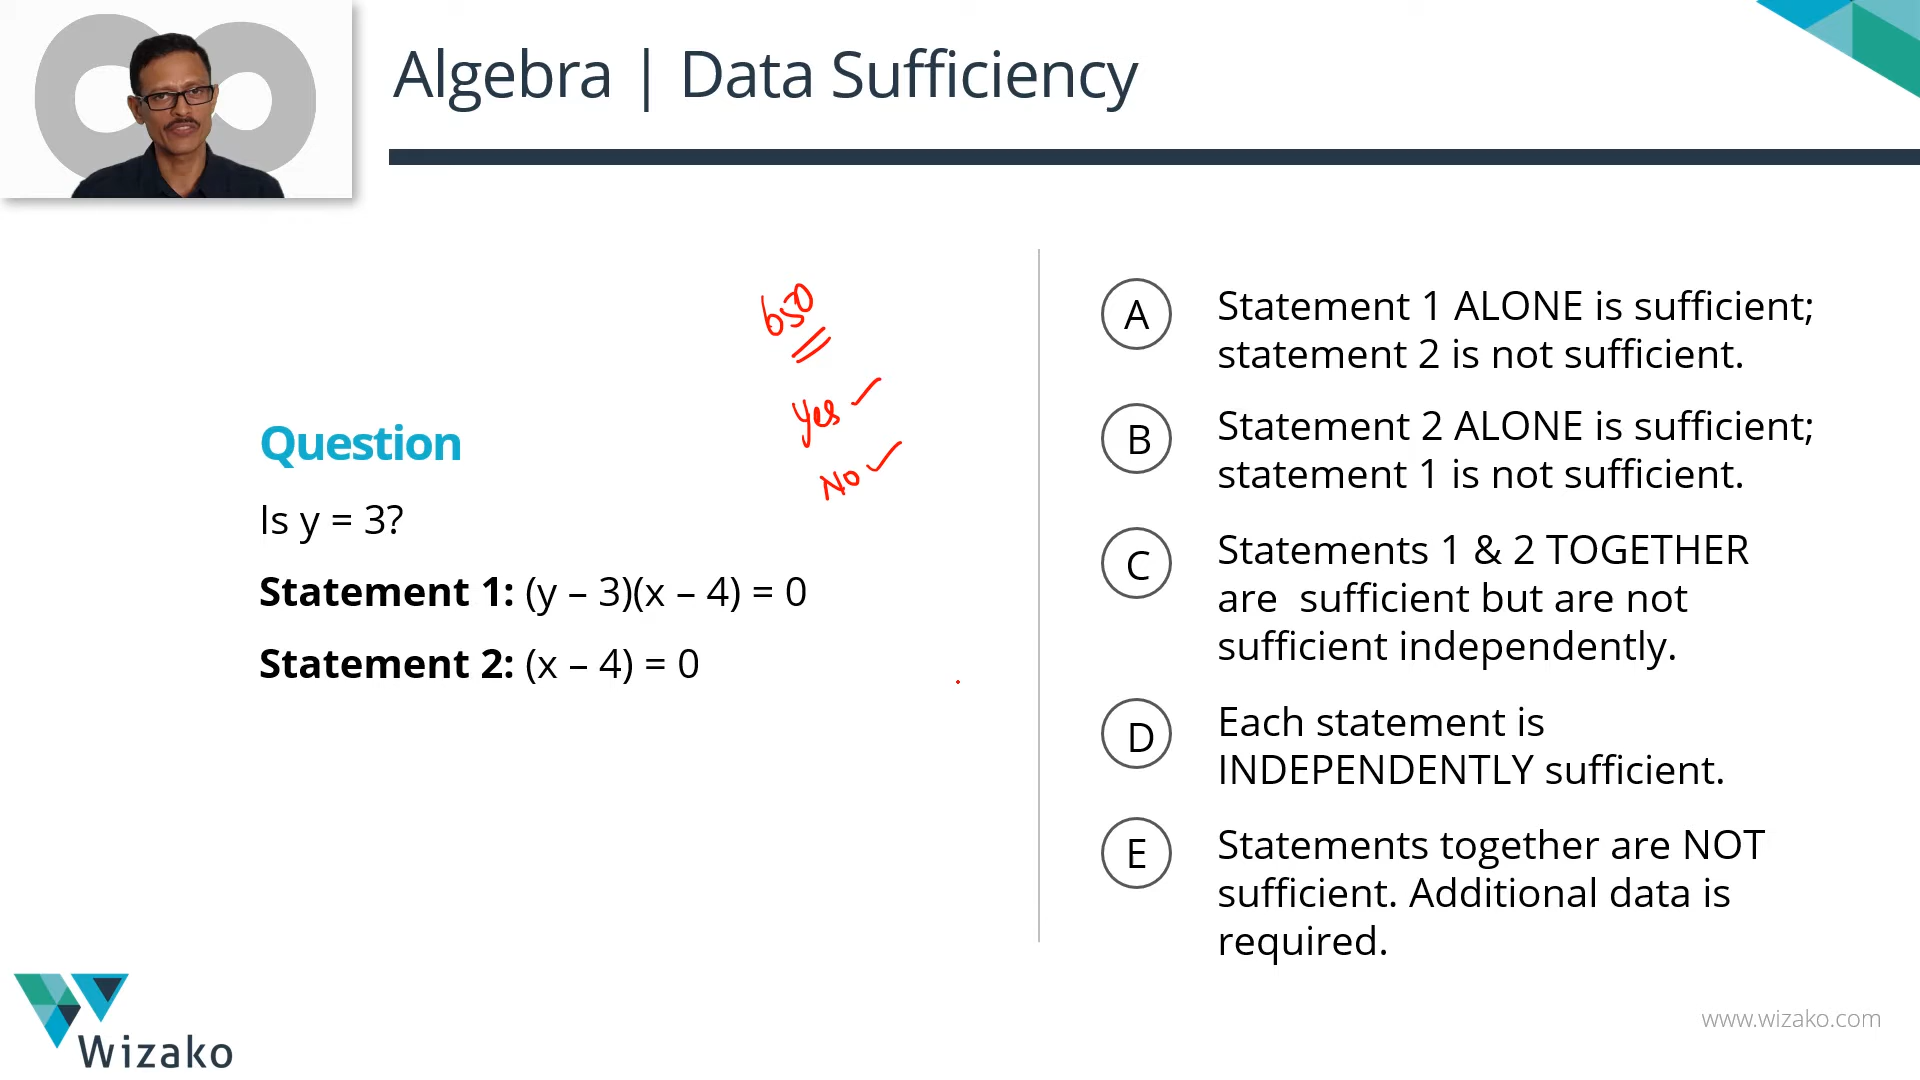 Algebra | Data Sufficiency
650
Yes
No
Question
Is y = 3?
Statement 1: (y – 3)(x – 4) = 0
Statement 2: (x – 4) = 0
A
Statement 1 ALONE is sufficient;
statement 2 is not sufficient.
B
Statement 2 ALONE is sufficient;
statement 1 is not sufficient.
C
Statements 1 & 2 TOGETHER
are sufficient but are not
sufficient independently.
D
Each statement is
INDEPENDENTLY sufficient.
E
Statements together are NOT
sufficient. Additional data is
required.
Wizako
www.wizako.com